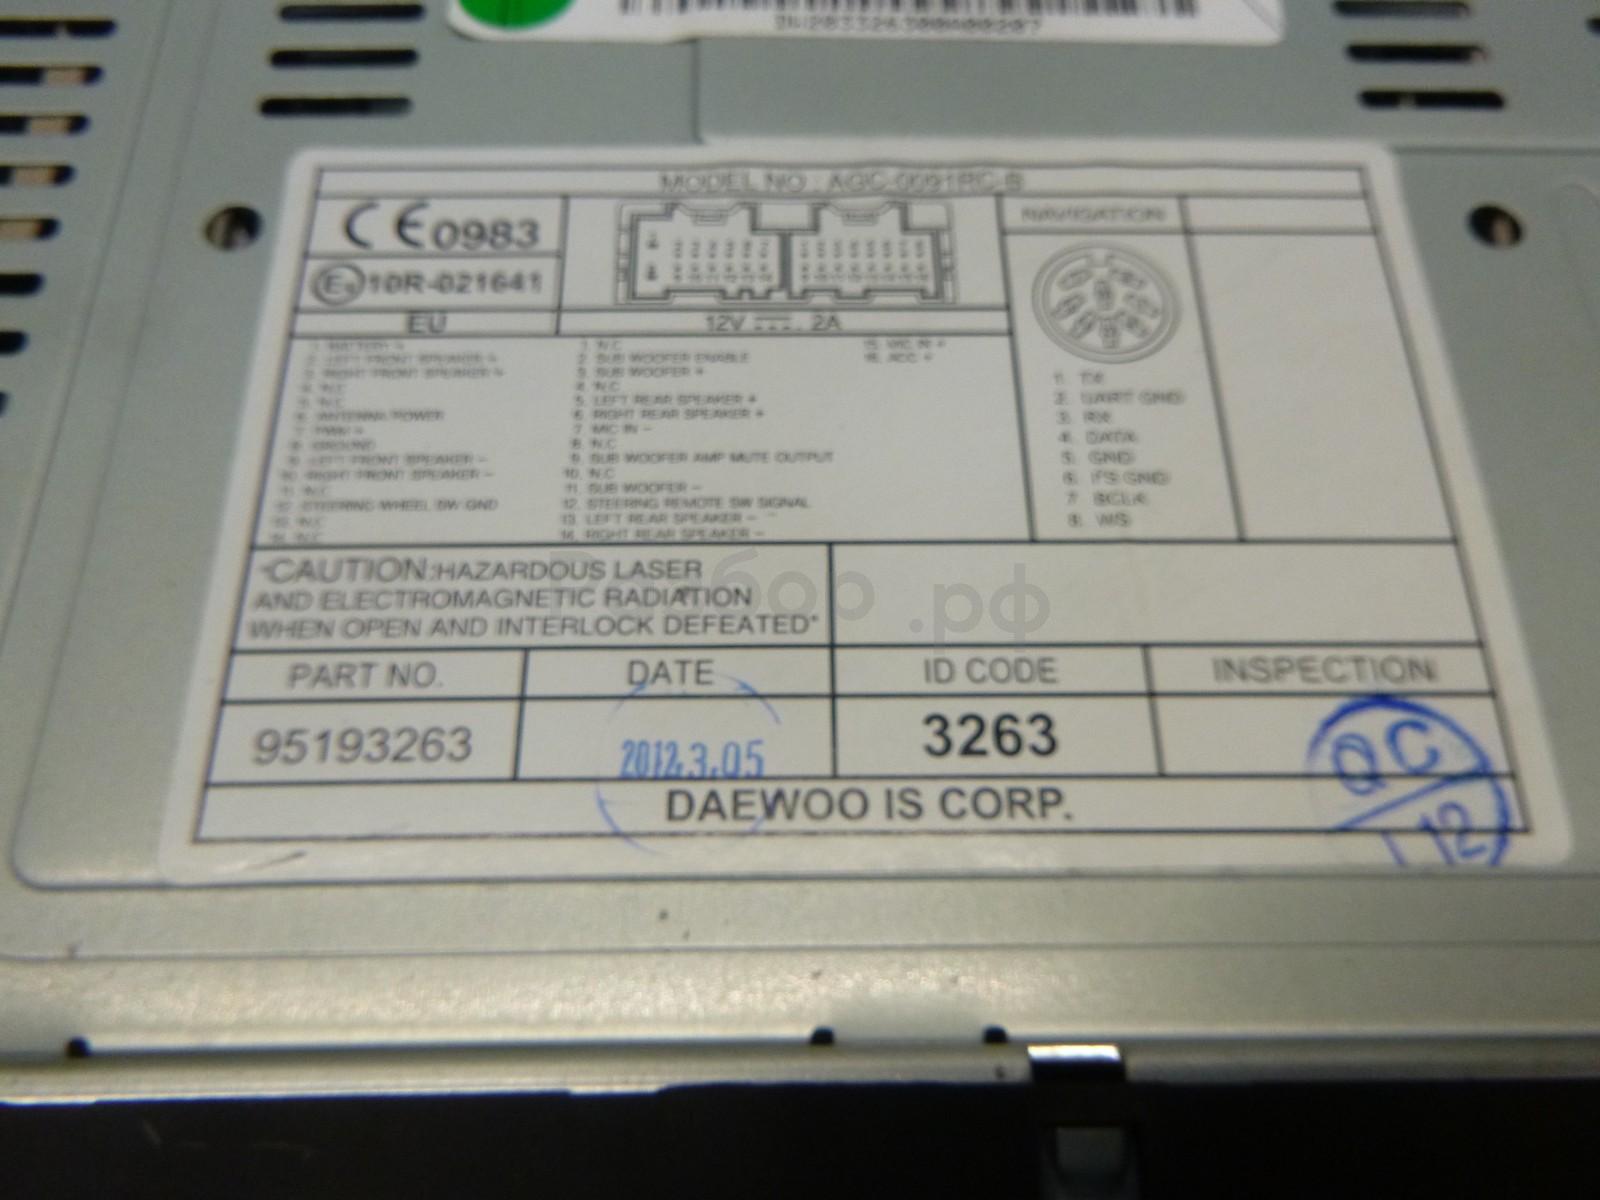 MODEL NO : AGC-0091RC-B
CE0983
10R-021641
EU
12V 2A
NAVIGATION
1. BATTERY +
2. LEFT FRONT SPEAKER +
3. RIGHT FRONT SPEAKER +
4. N.C
5. N.C
6. ANTENNA POWER
8. GROUND
9. LEFT FRONT SPEAKER -
10. RIGHT FRONT SPEAKER -
11. N.C
12. STEERING WHEEL SW GND
13. N.C
14. N.C
1. N.C
2. SUB WOOFER ENABLE
3. SUB WOOFER +
4. N.C
5. LEFT REAR SPEAKER +
6. RIGHT REAR SPEAKER +
7. MIC IN -
8. N.C
9. SUB WOOFER AMP MUTE OUTPUT
10. N.C
11. SUB WOOFER -
12. STEERING REMOTE SW SIGNAL
13. LEFT REAR SPEAKER -
14. RIGHT REAR SPEAKER -
15. MIC IN +
16. ACC +
1. TX
2. UART GND
3. RX
4. DATA
5. GND
6. I²S GND
7. BCLK
8. WS
"CAUTION:HAZARDOUS LASER
AND ELECTROMAGNETIC RADIATION
WHEN OPEN AND INTERLOCK DEFEATED"
Разбор.рф
PART NO.
DATE
ID CODE
INSPECTION
95193263
2012.3.05
3263
QC
12
DAEWOO IS CORP.